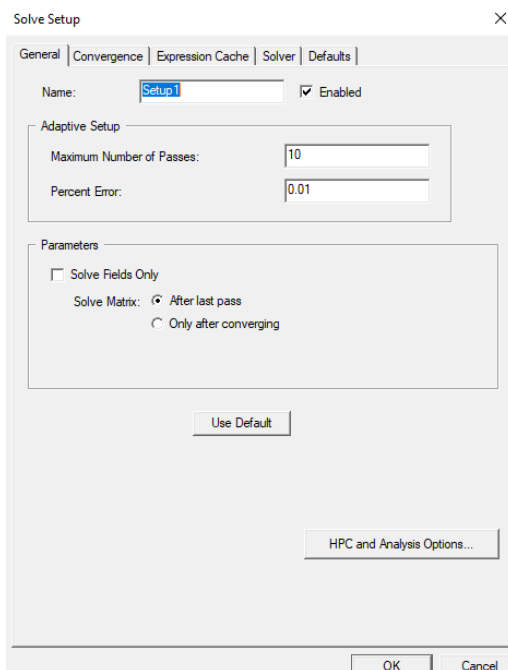 Solve Setup
General Convergence Expression Cache Solver Defaults
Name: Setup1 Enabled
Adaptive Setup
Maximum Number of Passes: 10
Percent Error: 0.01
Parameters
Solve Fields Only
Solve Matrix: After last pass
Only after converging
Use Default
HPC and Analysis Options...
OK Cancel